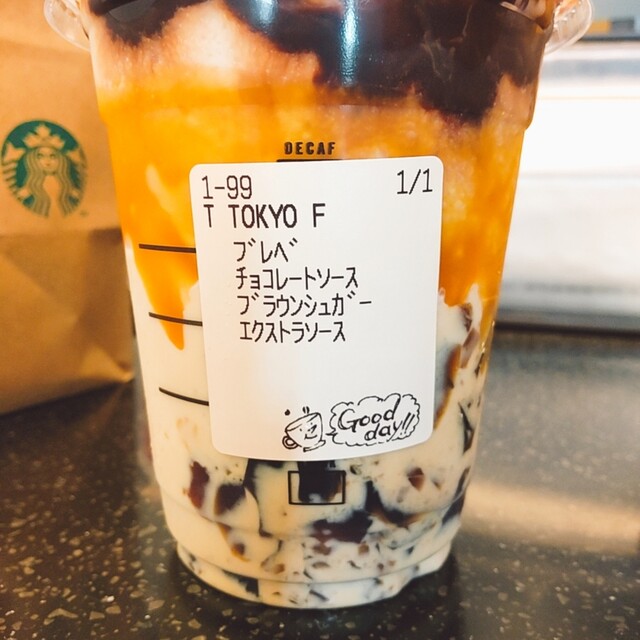 DECAF
1-99 1/1
T TOKYO F
ﾌﾞﾚﾍﾞ
ﾁｮｺﾚｰﾄｿｰｽ
ﾌﾞﾗｳﾝｼｭｶﾞｰ
ｴｸｽﾄﾗｿｰｽ
Good
day!!